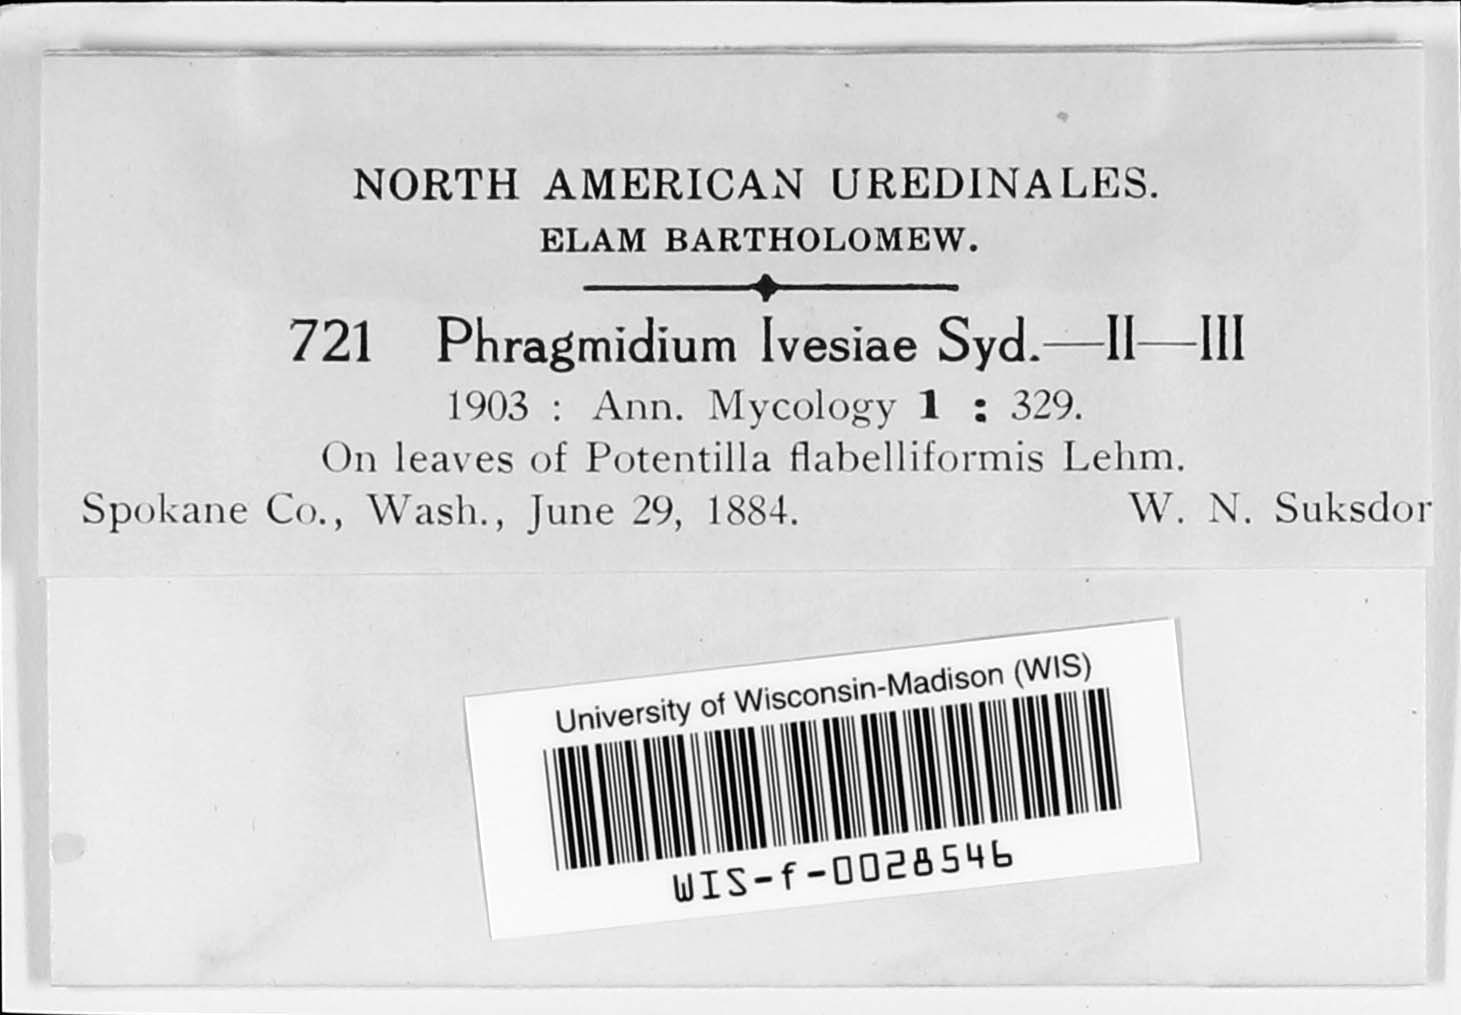 NORTH AMERICAN UREDINALES.
ELAM BARTHOLOMEW.
721 Phragmidium Ivesiae Syd.—II—III
1903 : Ann. Mycology 1 : 329.
On leaves of Potentilla flabelliformis Lehm.
Spokane Co., Wash., June 29, 1884. W. N. Suksdor
University of Wisconsin-Madison (WIS)
WIS-f-0028546